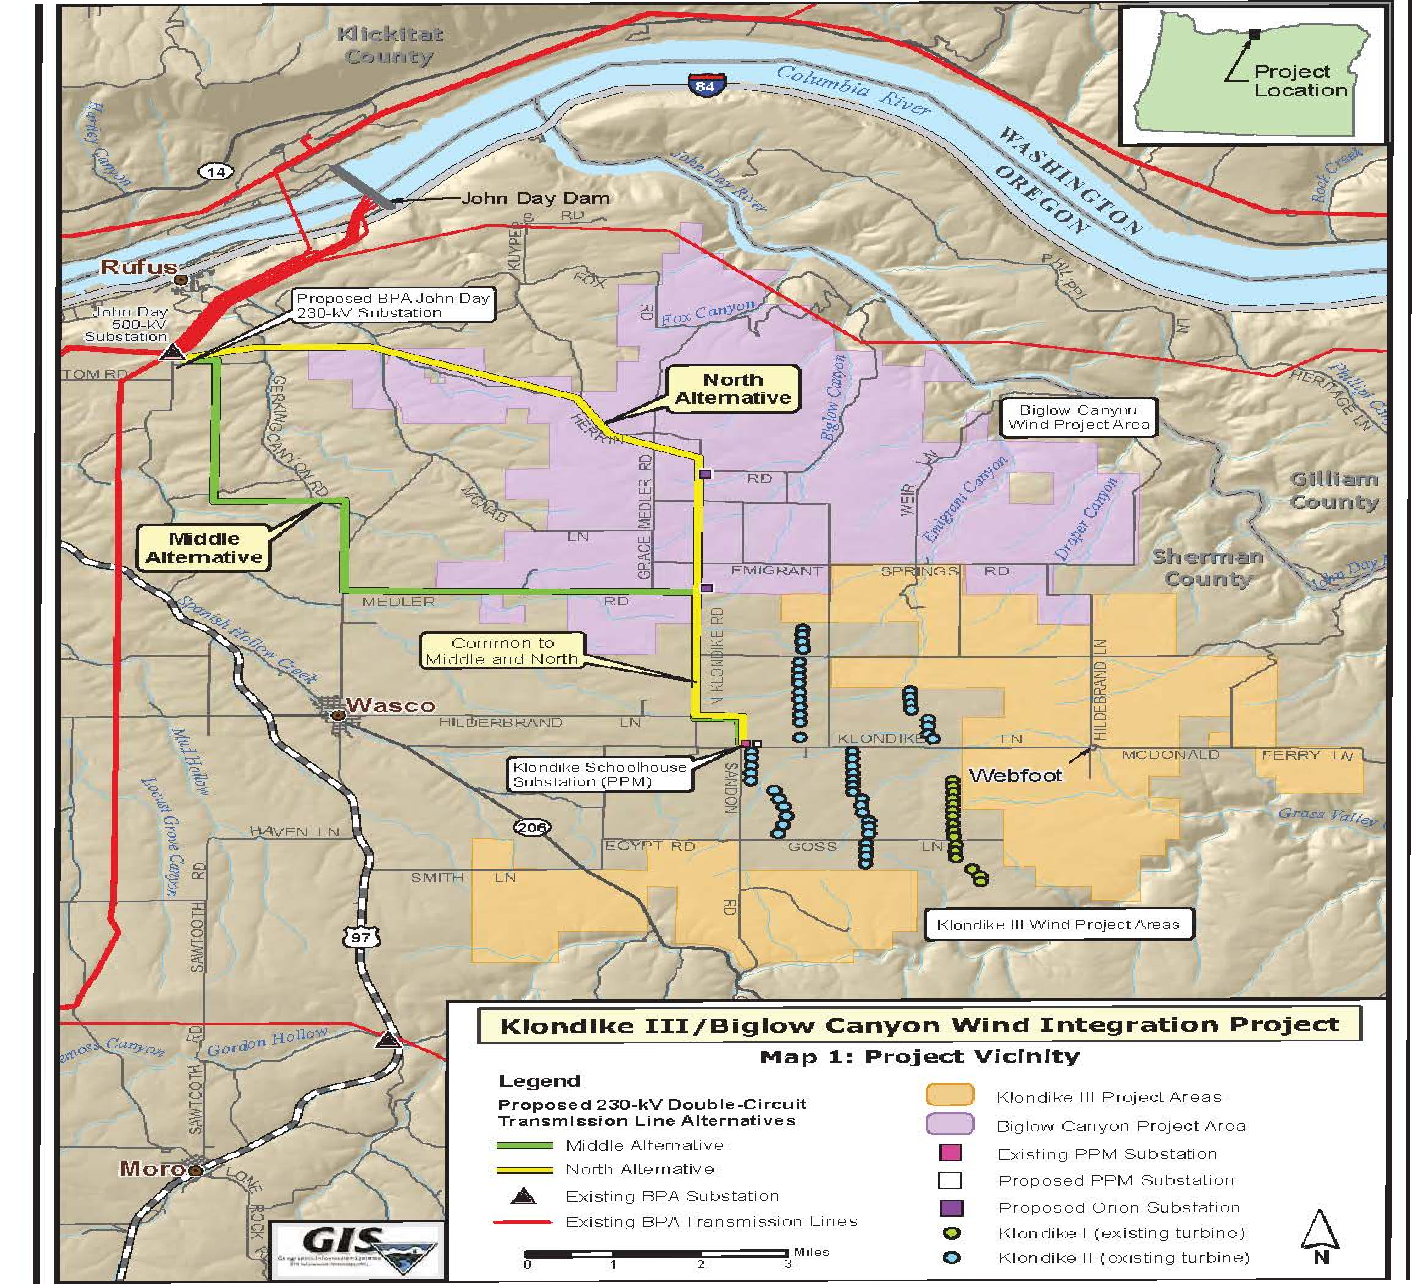 Klickitat
County
Project
Location
84
Columbia River
WASHINGTON
OREGON
Harney Canyon
14
John Day River
Rock Creek
John Day Dam
RD
KUYPERS
Rufus
FOX
RD
Fox Canyon
PHILIPPI
LN
Proposed BPA John Day
230-kV Substation
John Day
500-kV
Substation
TOM RD
HERITAGE LN
North
Alternative
Biglow Canyon
Biglow Canyon
Wind Project Area
GERKING CANYON RD
HERRIN
GRACE MEDLER RD
RD
WEIR LN
Emigrant Canyon
Draper Canyon
Gilliam
County
McNAB
LN
Middle
Alternative
Sherman
County
John Day
EMIGRANT SPRINGS RD
MEDLER RD
Spanish Hollow Creek
Common to
Middle and North
N KLONDIKE RD
HILDEBRAND LN
Wasco
HILDERBRAND LN
KLONDIKE LN
MCDONALD FERRY LN
Mud Hollow
Klondike Schoolhouse
Substation (PPM)
SANDON
RD
Webfoot
Locust Grove Canyon
Grass Valley
206
HAVEN LN
EGYPT RD
GOSS LN
SMITH LN
SAWTOOTH RD
97
Klondike III Wind Project Areas
Gordon Hollow
Canyon
SAWTOOTH RD
Moro
LONE
ROCK
Klondike III/Biglow Canyon Wind Integration Project
Map 1: Project Vicinity
Legend
Proposed 230-kV Double-Circuit
Transmission Line Alternatives
Middle Alternative
North Alternative
Existing BPA Substation
Existing BPA Transmission Lines
0 1 2 3 Miles
Klondike III Project Areas
Biglow Canyon Project Area
Existing PPM Substation
Proposed PPM Substation
Proposed Orion Substation
Klondike I (existing turbine)
Klondike II (existing turbine)
N
GIS